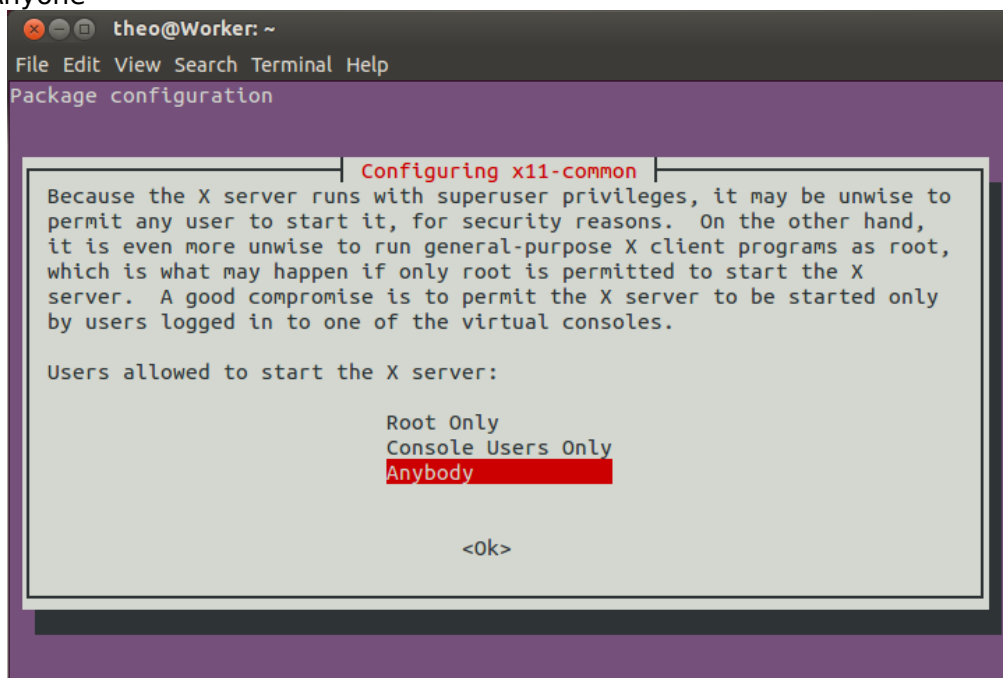 Anyone
theo@Worker: ~
File Edit View Search Terminal Help
Package configuration
Configuring x11-common
Because the X server runs with superuser privileges, it may be unwise to
permit any user to start it, for security reasons.  On the other hand,
it is even more unwise to run general-purpose X client programs as root,
which is what may happen if only root is permitted to start the X
server.  A good compromise is to permit the X server to be started only
by users logged in to one of the virtual consoles.
Users allowed to start the X server:
Root Only
Console Users Only
Anybody
<Ok>